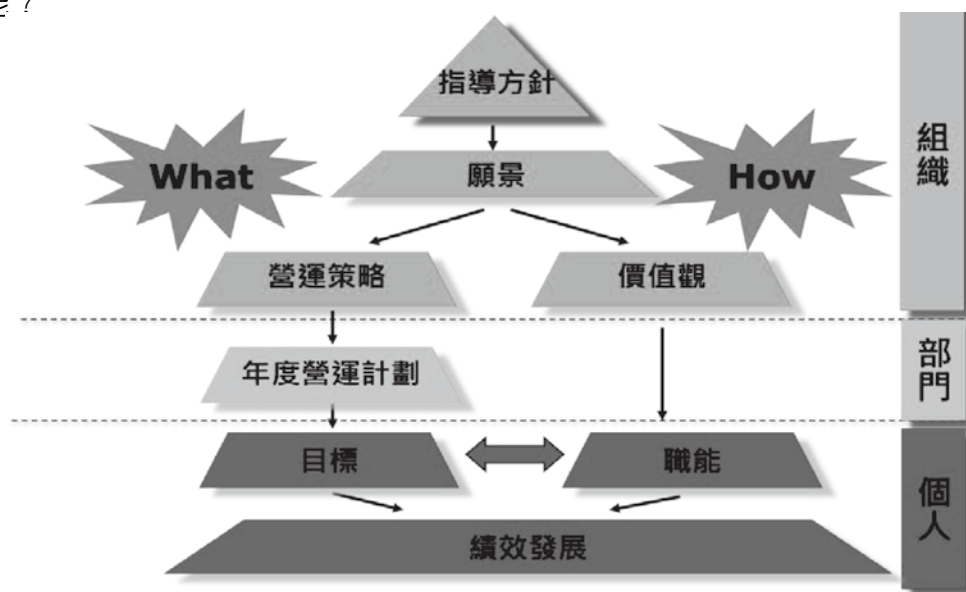 指導方針
What
願景
How
組織
營運策略
價值觀
年度營運計劃
部門
目標
職能
個人
績效發展